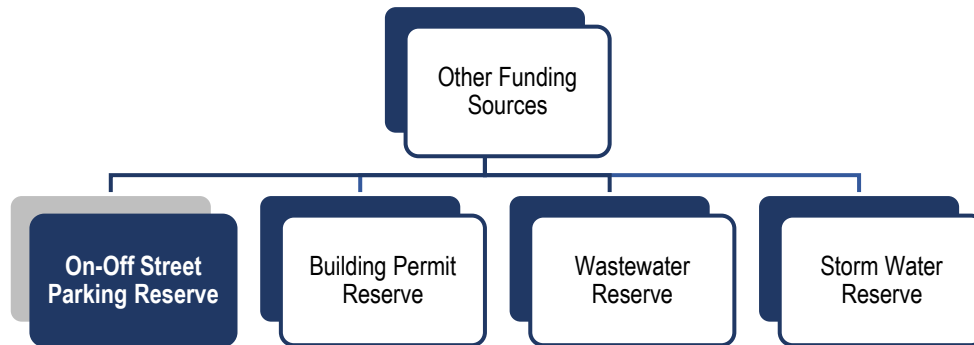 Other Funding
Sources
On-Off Street
Parking Reserve
Building Permit
Reserve
Wastewater
Reserve
Storm Water
Reserve